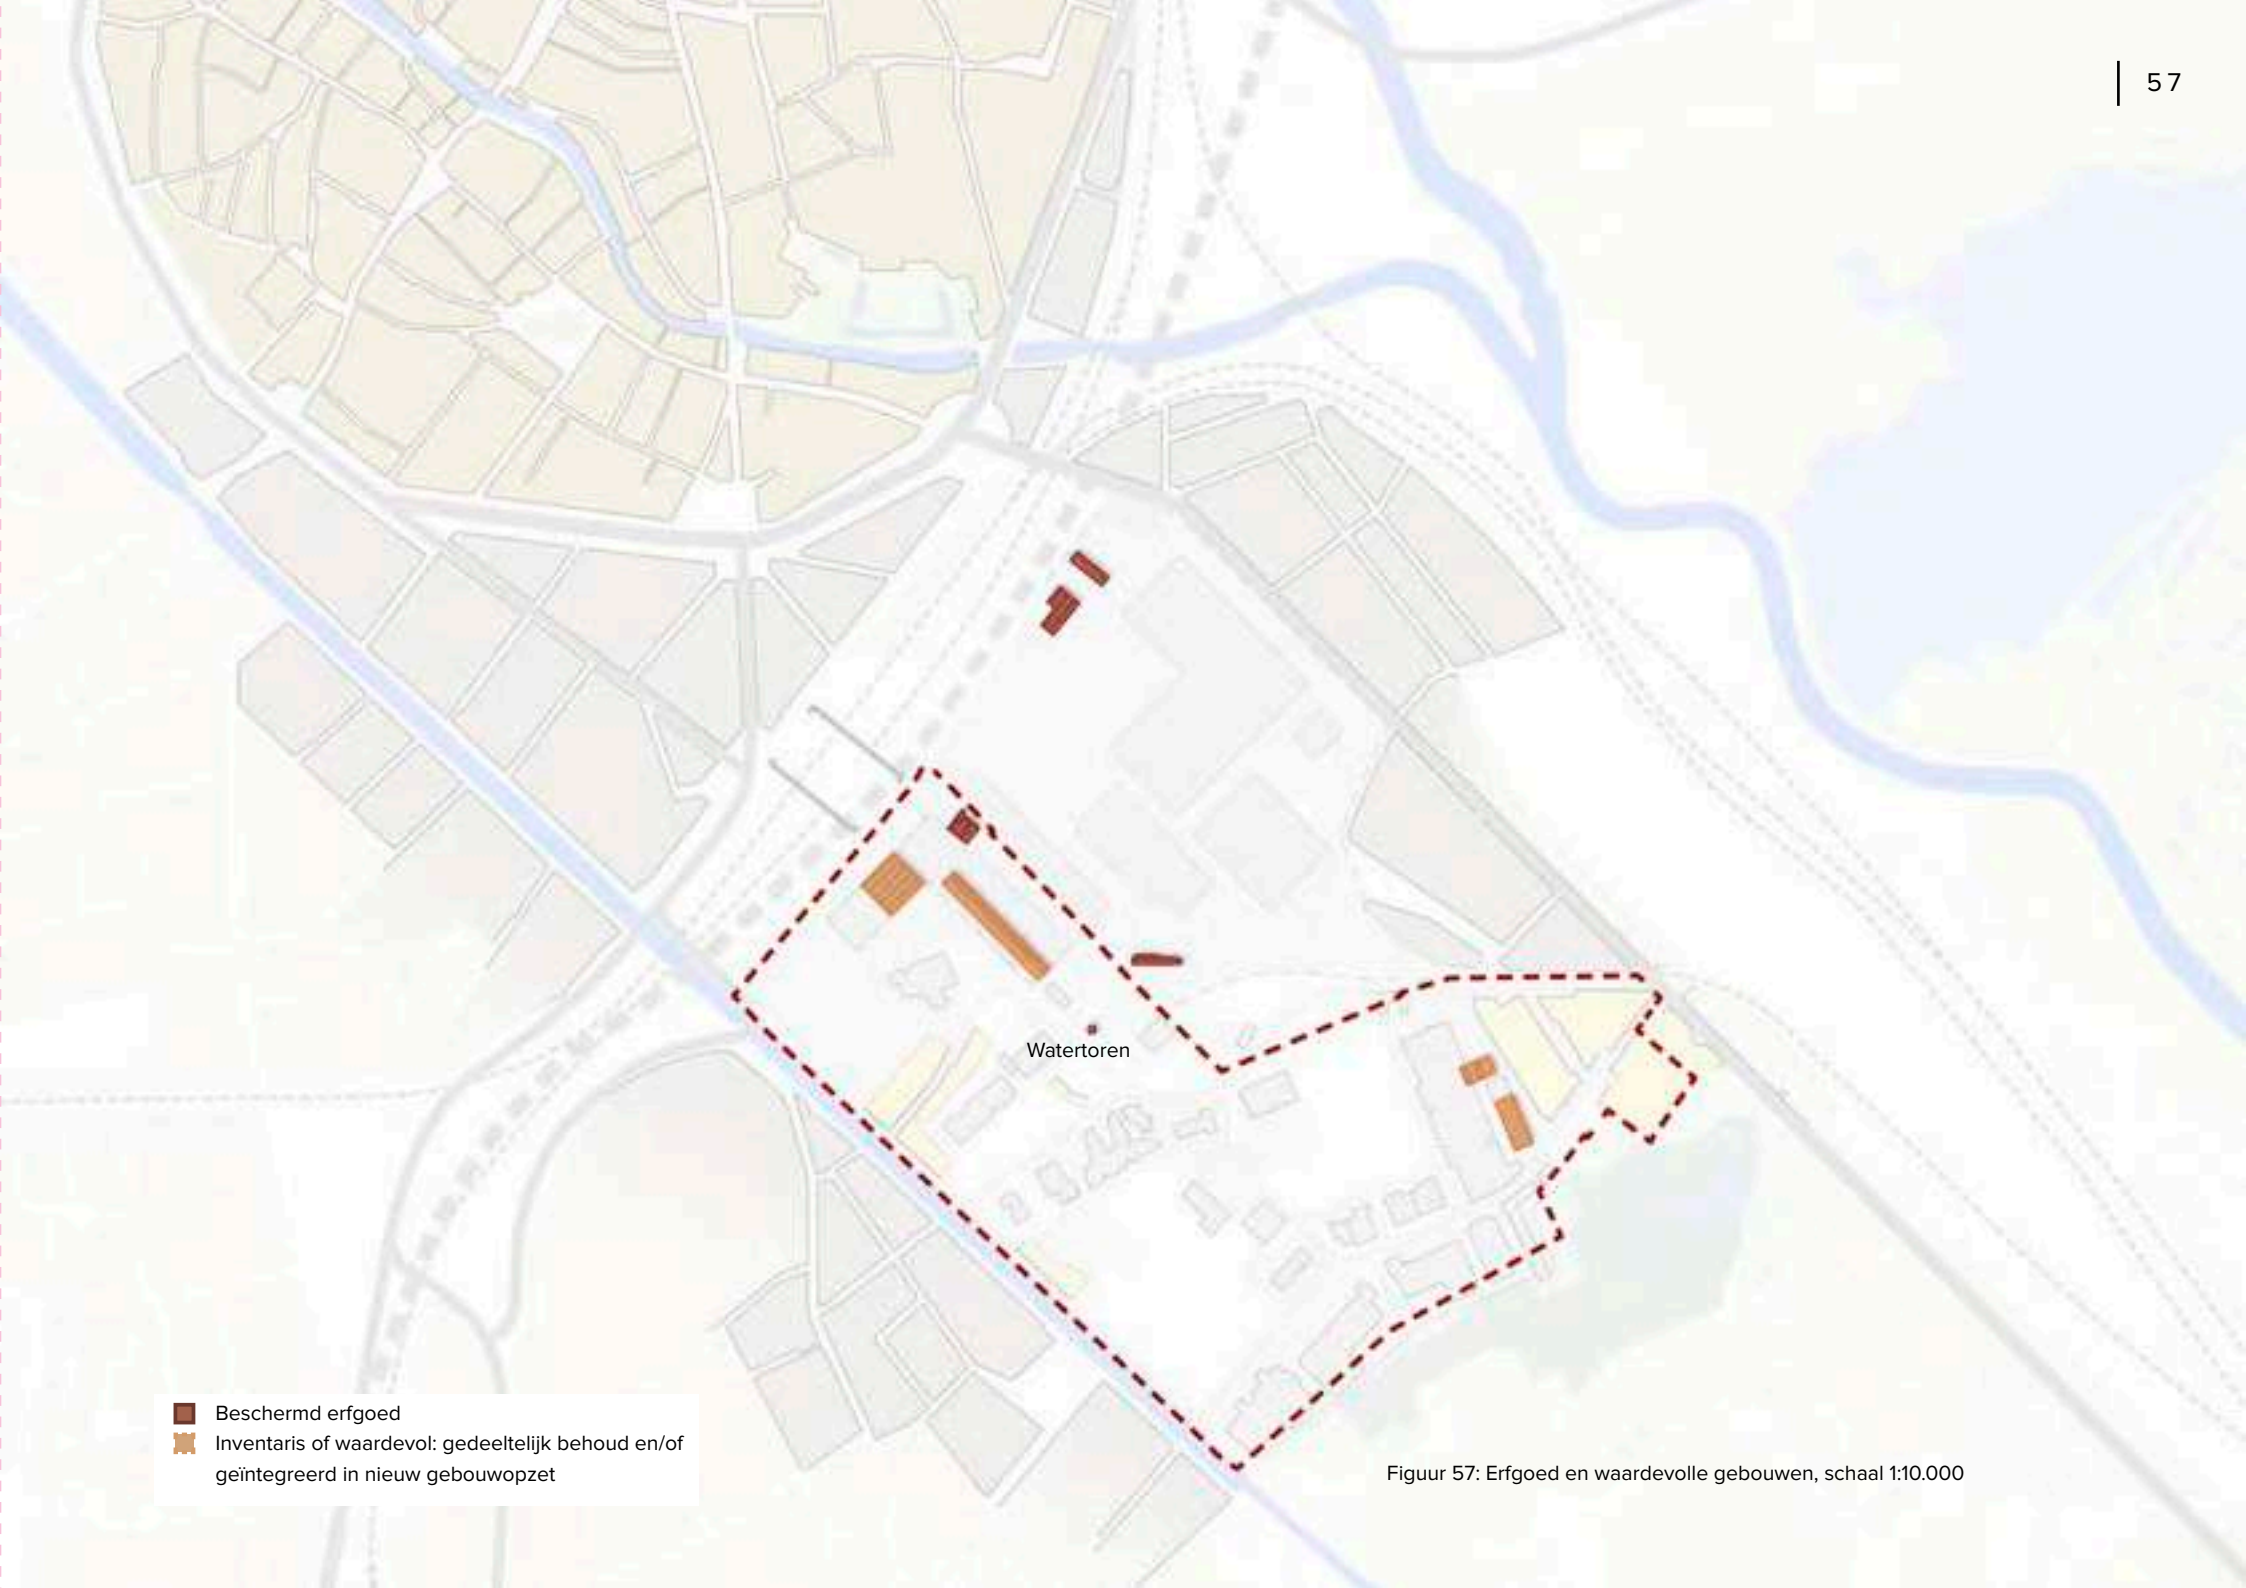 57
Watertoren
Beschermd erfgoed
Inventaris of waardevol: gedeeltelijk behoud en/of
geïntegreerd in nieuw gebouwopzet
Figuur 57: Erfgoed en waardevolle gebouwen, schaal 1:10.000